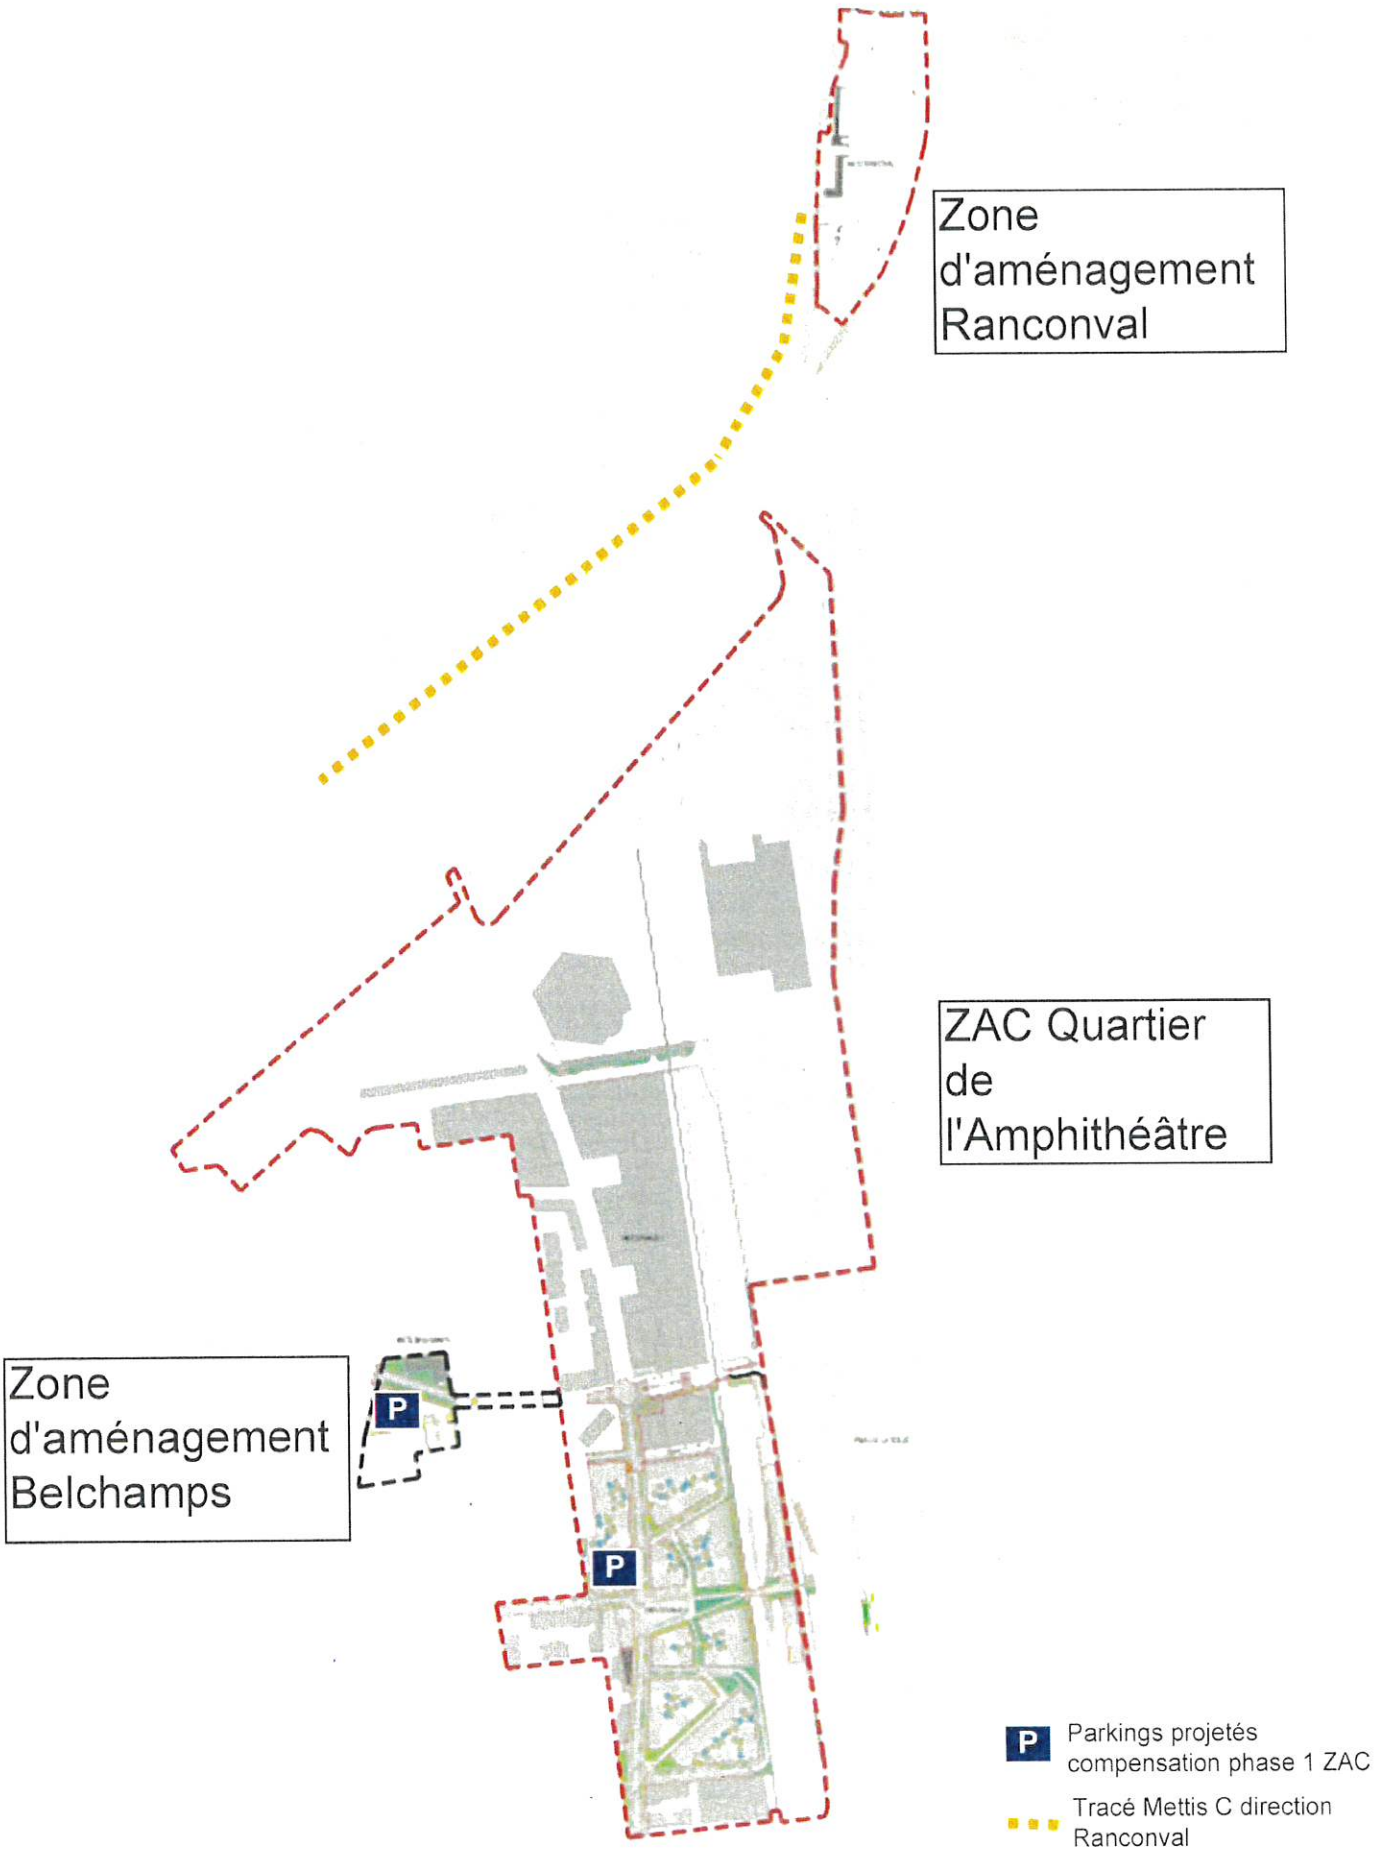 Zone
d'aménagement
Ranconval
ZAC Quartier
de
l'Amphithéâtre
Zone
d'aménagement
Belchamps
P
P
P
Parkings projetés
compensation phase 1 ZAC
Tracé Mettis C direction
Ranconval